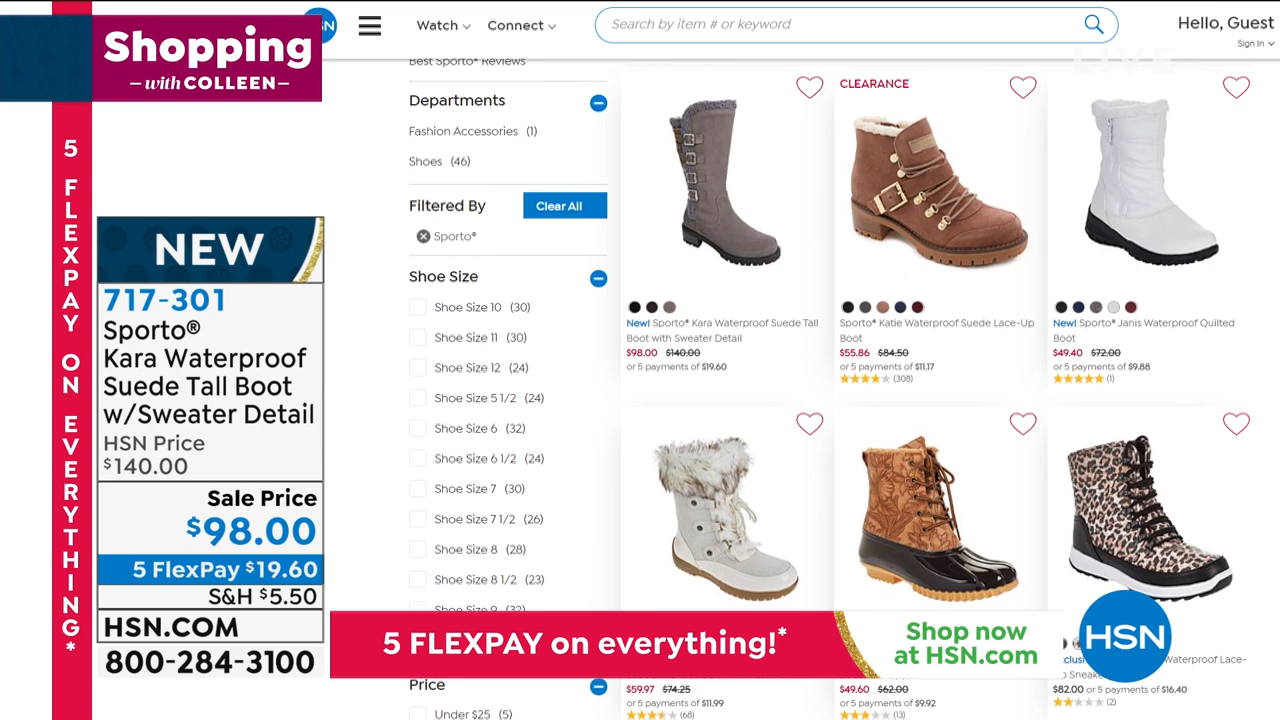 Shopping
– with COLLEEN –
Watch
Connect
Search by item # or keyword
Hello, Guest
Sign In
LIVE
5 FLEXPAY ON EVERYTHING*
NEW
717-301
Sporto®
Kara Waterproof
Suede Tall Boot
w/Sweater Detail
HSN Price
$140.00
Sale Price
$98.00
5 FlexPay $19.60
S&H $5.50
HSN.COM
800-284-3100
Best Sporto® Reviews
Departments
Fashion Accessories (1)
Shoes (46)
Filtered By
Clear All
Sporto®
Shoe Size
Shoe Size 10 (30)
Shoe Size 11 (30)
Shoe Size 12 (24)
Shoe Size 5 1/2 (24)
Shoe Size 6 (32)
Shoe Size 6 1/2 (24)
Shoe Size 7 (30)
Shoe Size 7 1/2 (26)
Shoe Size 8 (28)
Shoe Size 8 1/2 (23)
Shoe Size 9 (32)
Price
Under $25 (5)
New! Sporto® Kara Waterproof Suede Tall
Boot with Sweater Detail
$98.00 $140.00
or 5 payments of $19.60
CLEARANCE
Sporto® Katie Waterproof Suede Lace-Up
Boot
$55.86 $84.50
or 5 payments of $11.17
(308)
New! Sporto® Janis Waterproof Quilted
Boot
$49.40 $72.00
or 5 payments of $9.88
(1)
$59.97 $74.25
or 5 payments of $11.99
(68)
$49.60 $62.00
or 5 payments of $9.92
(13)
Waterproof Lace-
$82.00 or 5 payments of $16.40
(2)
5 FLEXPAY on everything!*
Shop now
at HSN.com
HSN